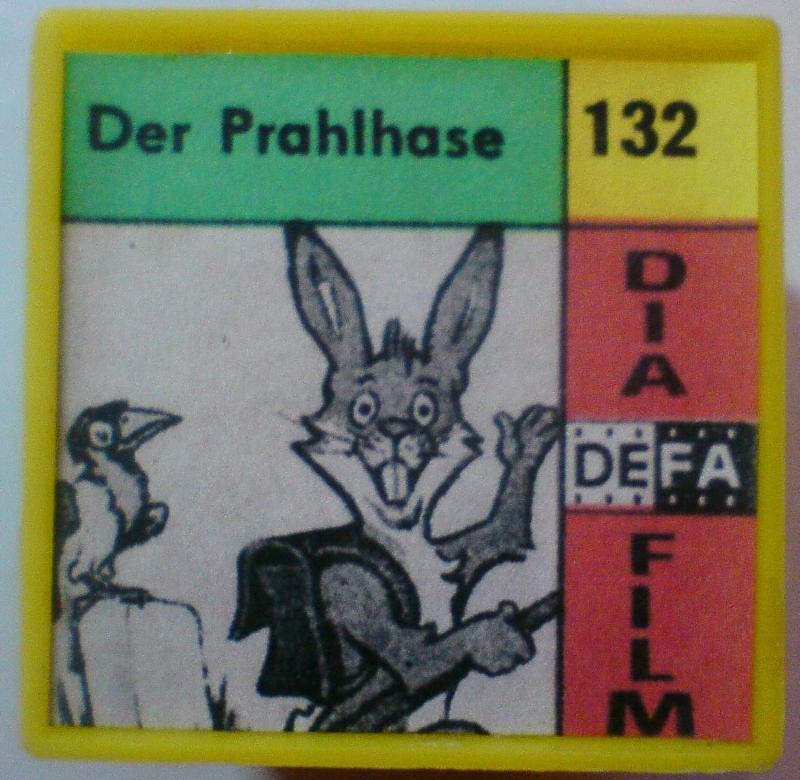 Der Prahlhase
132
DIA
DEFA
FILM